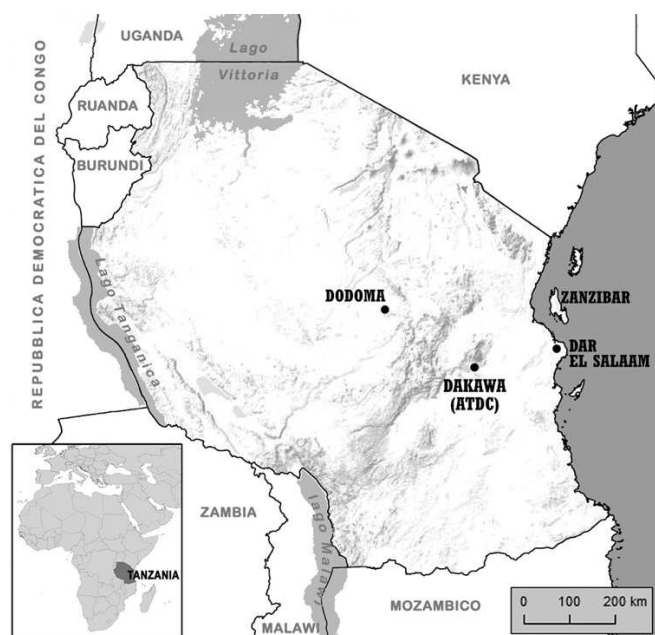 UGANDA
Lago
Vittoria
KENYA
REPUBBLICA DEMOCRATICA DEL CONGO
RUANDA
BURUNDI
Lago Tanganica
DODOMA
ZANZIBAR
DAR
EL SALAAM
DAKAWA
(ATDC)
TANZANIA
ZAMBIA
lago Malawi
MALAWI
MOZAMBICO
0 100 200 km